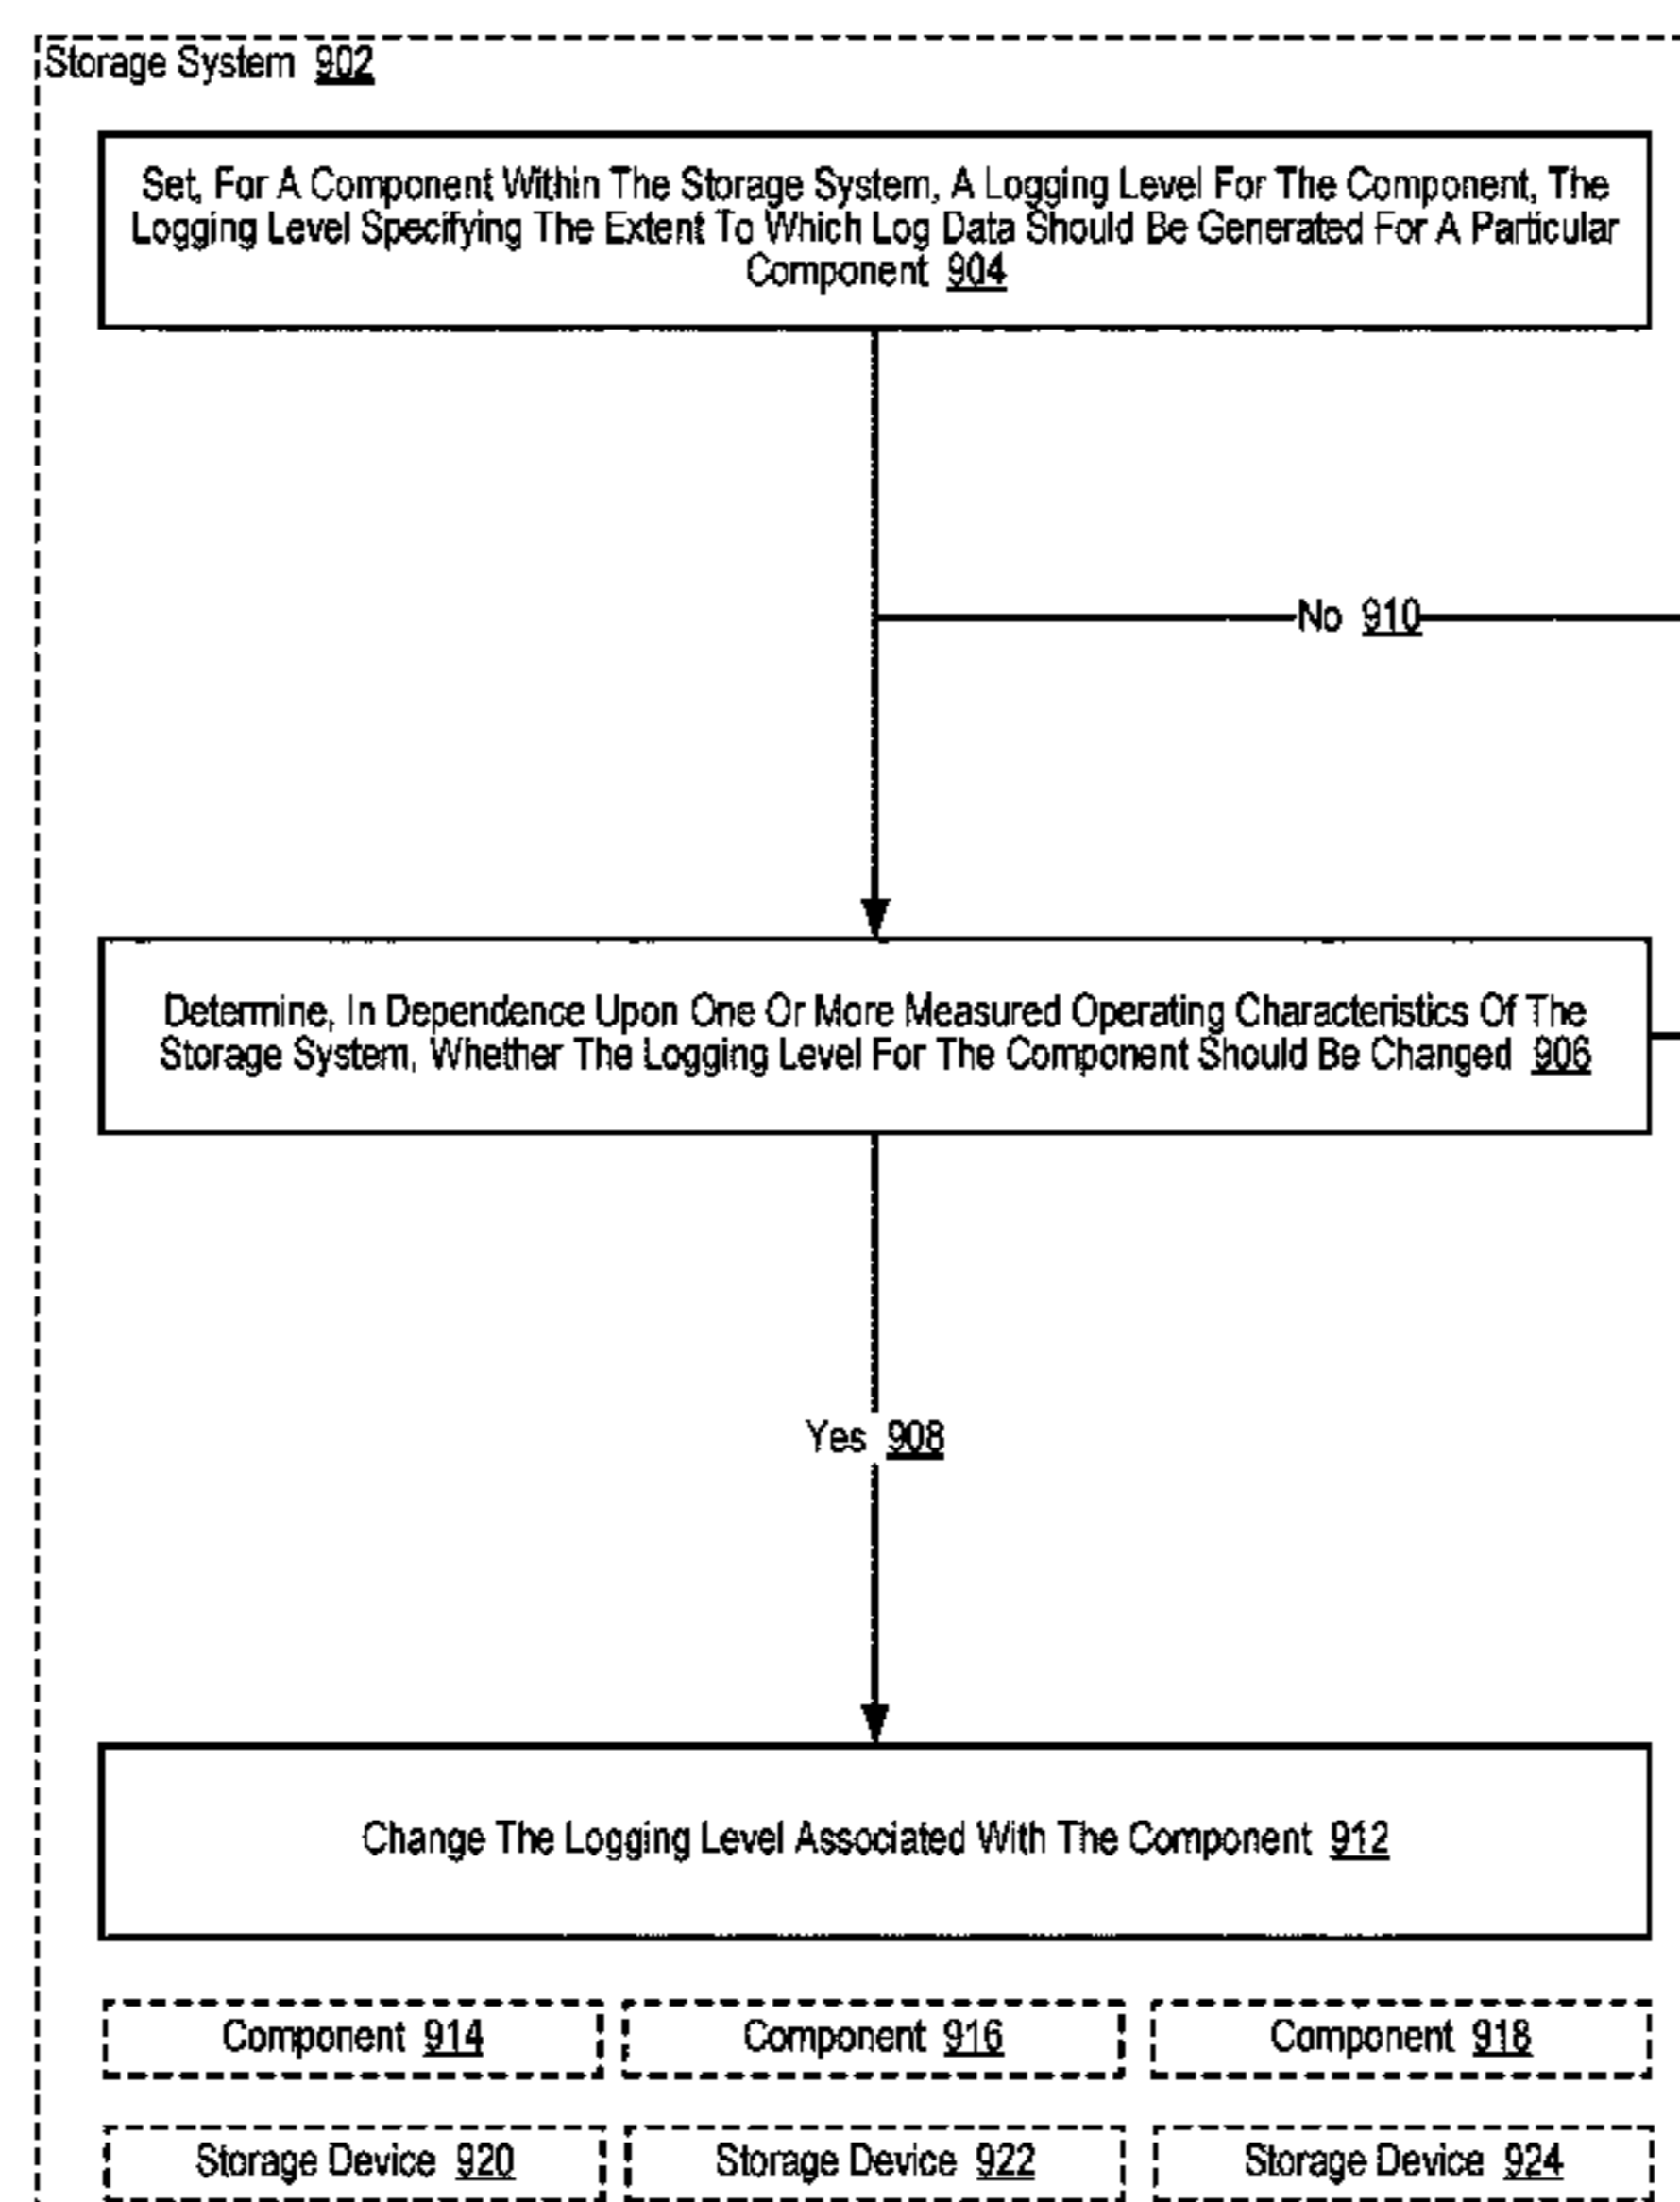 Storage System 902
Set, For A Component Within The Storage System, A Logging Level For The Component, The
Logging Level Specifying The Extent To Which Log Data Should Be Generated For A Particular
Component 904
No 910
Determine, In Dependence Upon One Or More Measured Operating Characteristics Of The
Storage System, Whether The Logging Level For The Component Should Be Changed 906
Yes 908
Change The Logging Level Associated With The Component 912
Component 914
Component 916
Component 918
Storage Device 920
Storage Device 922
Storage Device 924